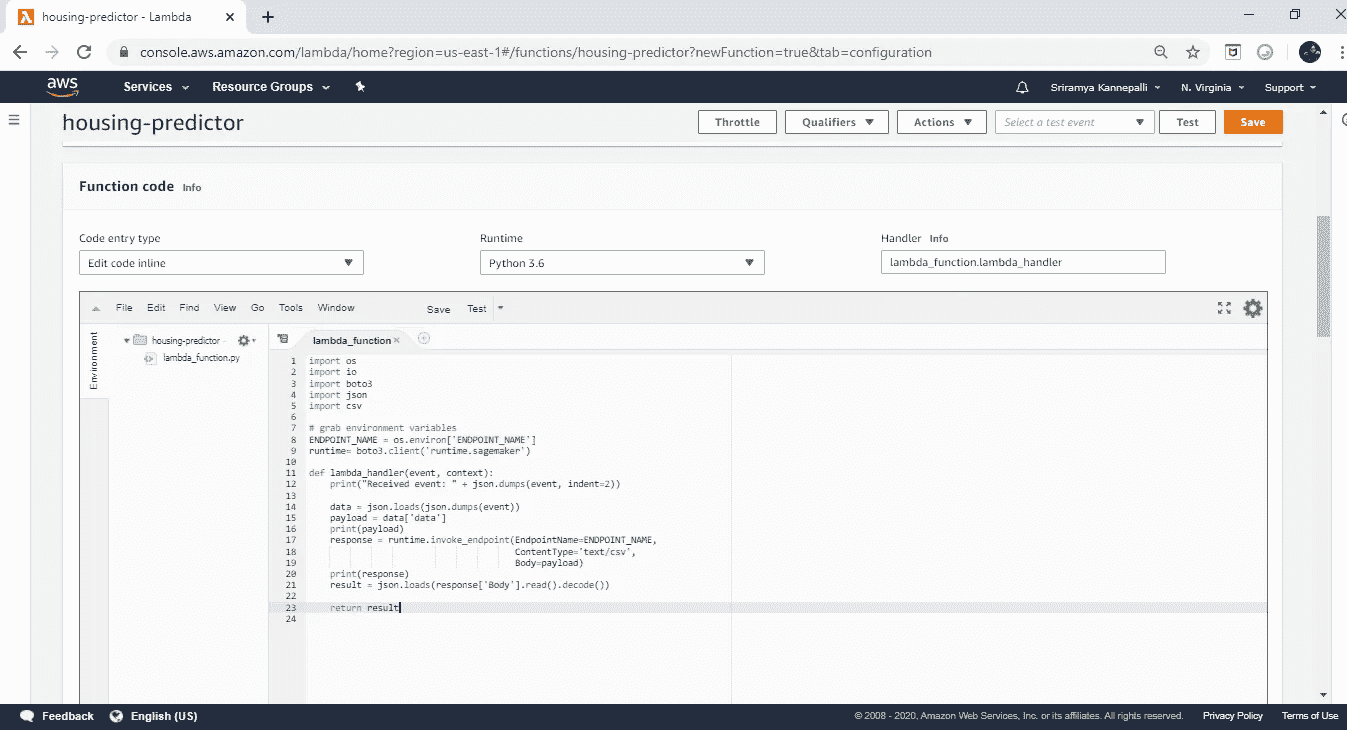 housing-predictor - Lambda
console.aws.amazon.com/lambda/home?region=us-east-1#/functions/housing-predictor?newFunction=true&tab=configuration
aws Services Resource Groups Sriramya Kannepalli N. Virginia Support
housing-predictor Throttle Qualifiers Actions Select a test event Test Save
Function code Info
Code entry type Runtime Handler Info
Edit code inline Python 3.6 lambda_function.lambda_handler
File Edit Find View Go Tools Window Save Test
Environment
housing-predictor
lambda_function.py
lambda_function
1 import os
2 import io
3 import boto3
4 import json
5 import csv
6
7 # grab environment variables
8 ENDPOINT_NAME = os.environ['ENDPOINT_NAME']
9 runtime= boto3.client('runtime.sagemaker')
10
11 def lambda_handler(event, context):
12 print("Received event: " + json.dumps(event, indent=2))
13
14 data = json.loads(json.dumps(event))
15 payload = data['data']
16 print(payload)
17 response = runtime.invoke_endpoint(EndpointName=ENDPOINT_NAME,
18 ContentType='text/csv',
19 Body=payload)
20 print(response)
21 result = json.loads(response['Body'].read().decode())
22
23 return result
24
Feedback English (US) © 2008 - 2020, Amazon Web Services, Inc. or its affiliates. All rights reserved. Privacy Policy Terms of Use